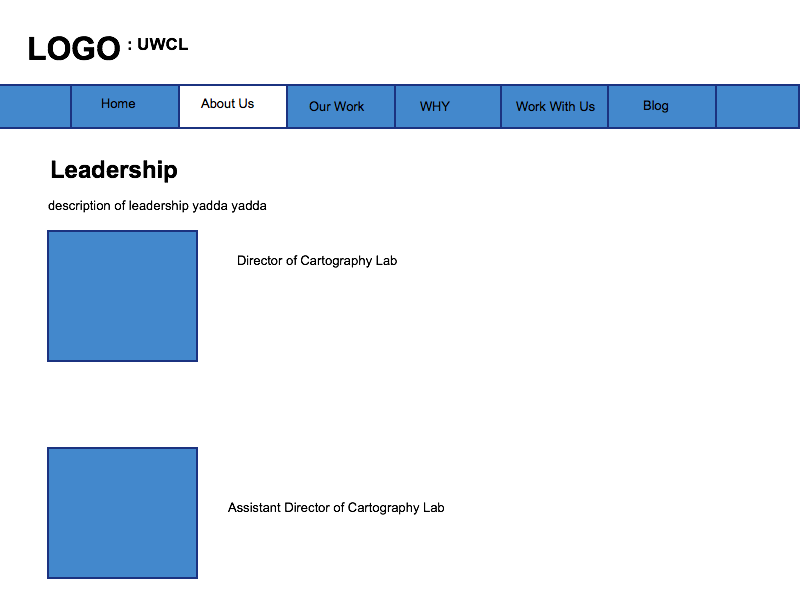 LOGO : UWCL
Home About Us Our Work WHY Work With Us Blog
Leadership
description of leadership yadda yadda
Director of Cartography Lab
Assistant Director of Cartography Lab